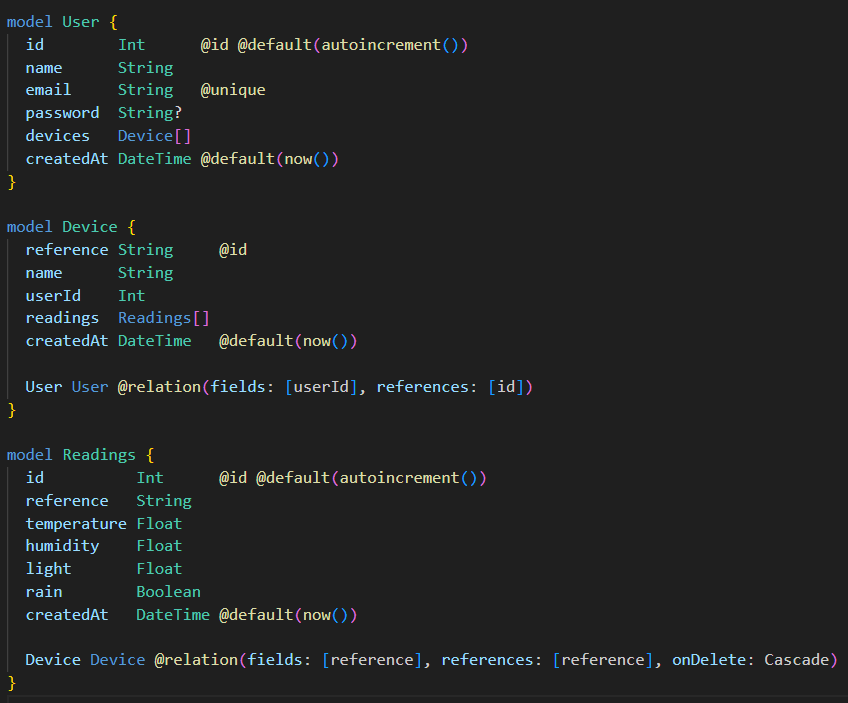 model User {
  id        Int      @id @default(autoincrement())
  name      String
  email     String   @unique
  password  String?
  devices   Device[]
  createdAt DateTime @default(now())
}
model Device {
  reference String     @id
  name      String
  userId    Int
  readings  Readings[]
  createdAt DateTime   @default(now())
  User User @relation(fields: [userId], references: [id])
}
model Readings {
  id          Int      @id @default(autoincrement())
  reference   String
  temperature Float
  humidity    Float
  light       Float
  rain        Boolean
  createdAt   DateTime @default(now())
  Device Device @relation(fields: [reference], references: [reference], onDelete: Cascade)
}